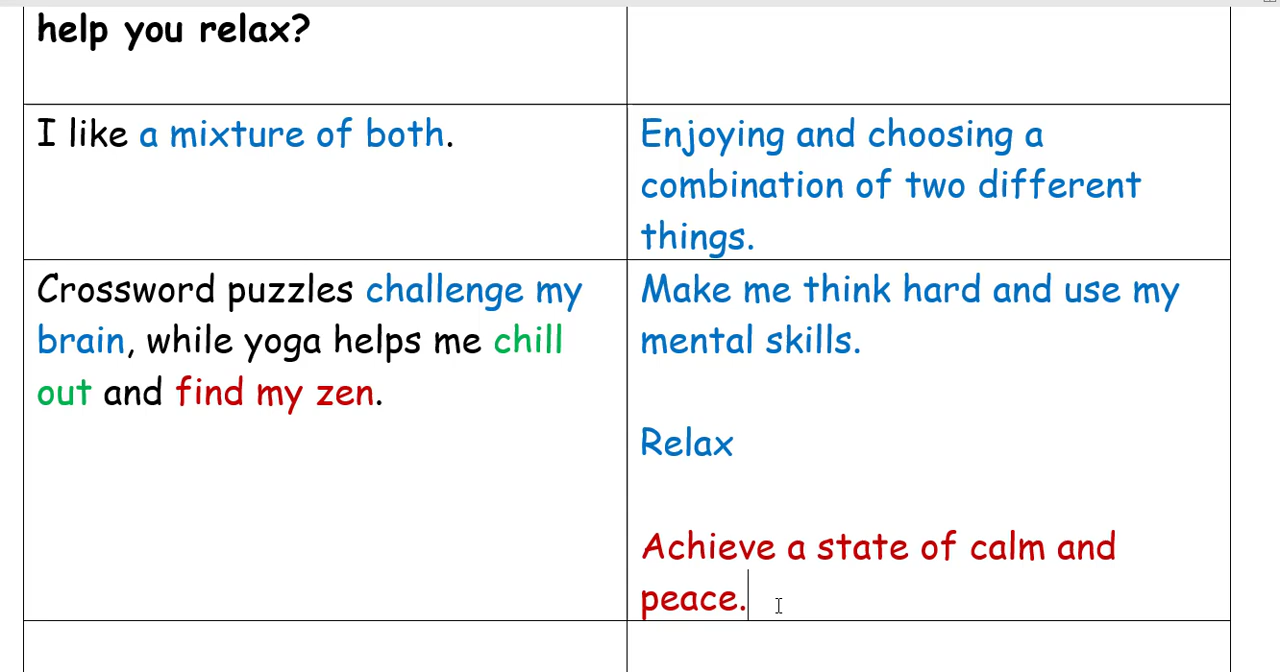 help you relax?
I like a mixture of both.
Enjoying and choosing a
combination of two different
things.
Crossword puzzles challenge my
brain, while yoga helps me chill
out and find my zen.
Make me think hard and use my
mental skills.
Relax
Achieve a state of calm and
peace.